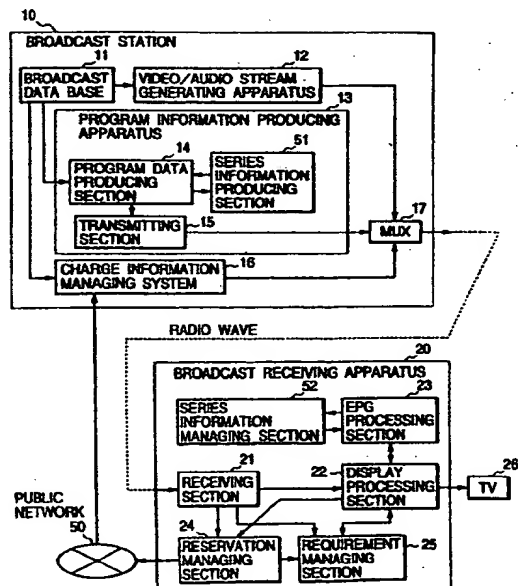 10
BROADCAST STATION
11
12
BROADCAST
DATA BASE
VIDEO/AUDIO STREAM
GENERATING APPARATUS
13
PROGRAM INFORMATION PRODUCING
APPARATUS
14
51
PROGRAM DATA
PRODUCING
SECTION
SERIES
INFORMATION
PRODUCING
SECTION
15
17
TRANSMITTING
SECTION
MUX
16
CHARGE INFORMATION
MANAGING SYSTEM
RADIO WAVE
20
BROADCAST RECEIVING APPARATUS
52
23
SERIES
INFORMATION
MANAGING SECTION
EPG
PROCESSING
SECTION
21
22
26
RECEIVING
SECTION
DISPLAY
PROCESSING
SECTION
TV
PUBLIC
NETWORK
50
24
25
RESERVATION
MANAGING
SECTION
REQUIREMENT
MANAGING
SECTION